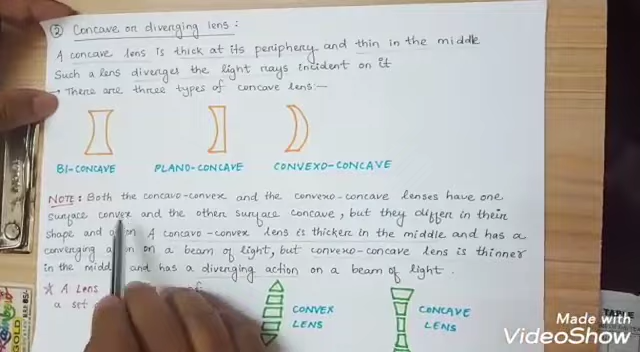 ② Concave or diverging lens :
A concave lens is thick at its periphery and thin in the middle
Such a lens diverges the light rays incident on it
→ There are three types of concave lens:—
BI-CONCAVE PLANO-CONCAVE CONVEXO-CONCAVE
NOTE: Both the concavo-convex and the convexo-concave lenses have one
surface convex and the other surface concave, but they differ in their
shape and A concavo-convex lens is thicker in the middle and has a
converging on a beam of light, but convexo-concave lens is thinner
in the and has a diverging action on a beam of light.
A Lens of
a set
CONVEX
LENS
CONCAVE
LENS
GOLD
Made with
VideoShow